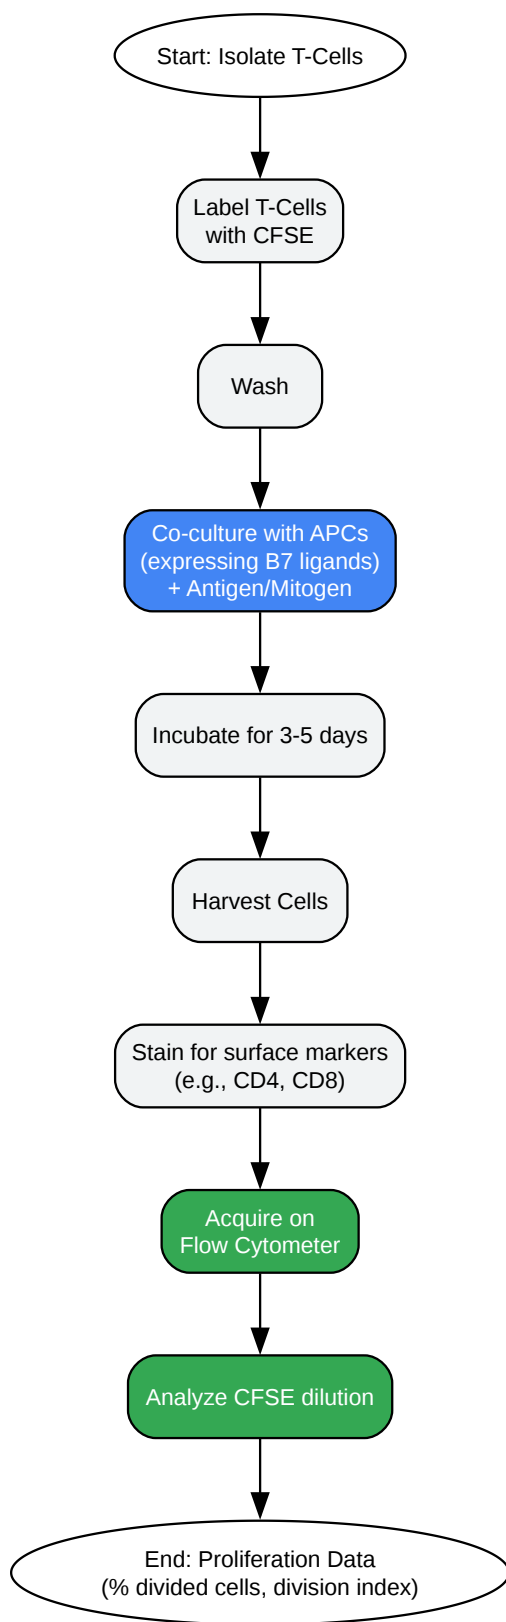 Start: Isolate T-Cells
Label T-Cells
with CFSE
Wash
Co-culture with APCs
(expressing B7 ligands)
+ Antigen/Mitogen
Incubate for 3-5 days
Harvest Cells
Stain for surface markers
(e.g., CD4, CD8)
Acquire on
Flow Cytometer
Analyze CFSE dilution
End: Proliferation Data
(% divided cells, division index)